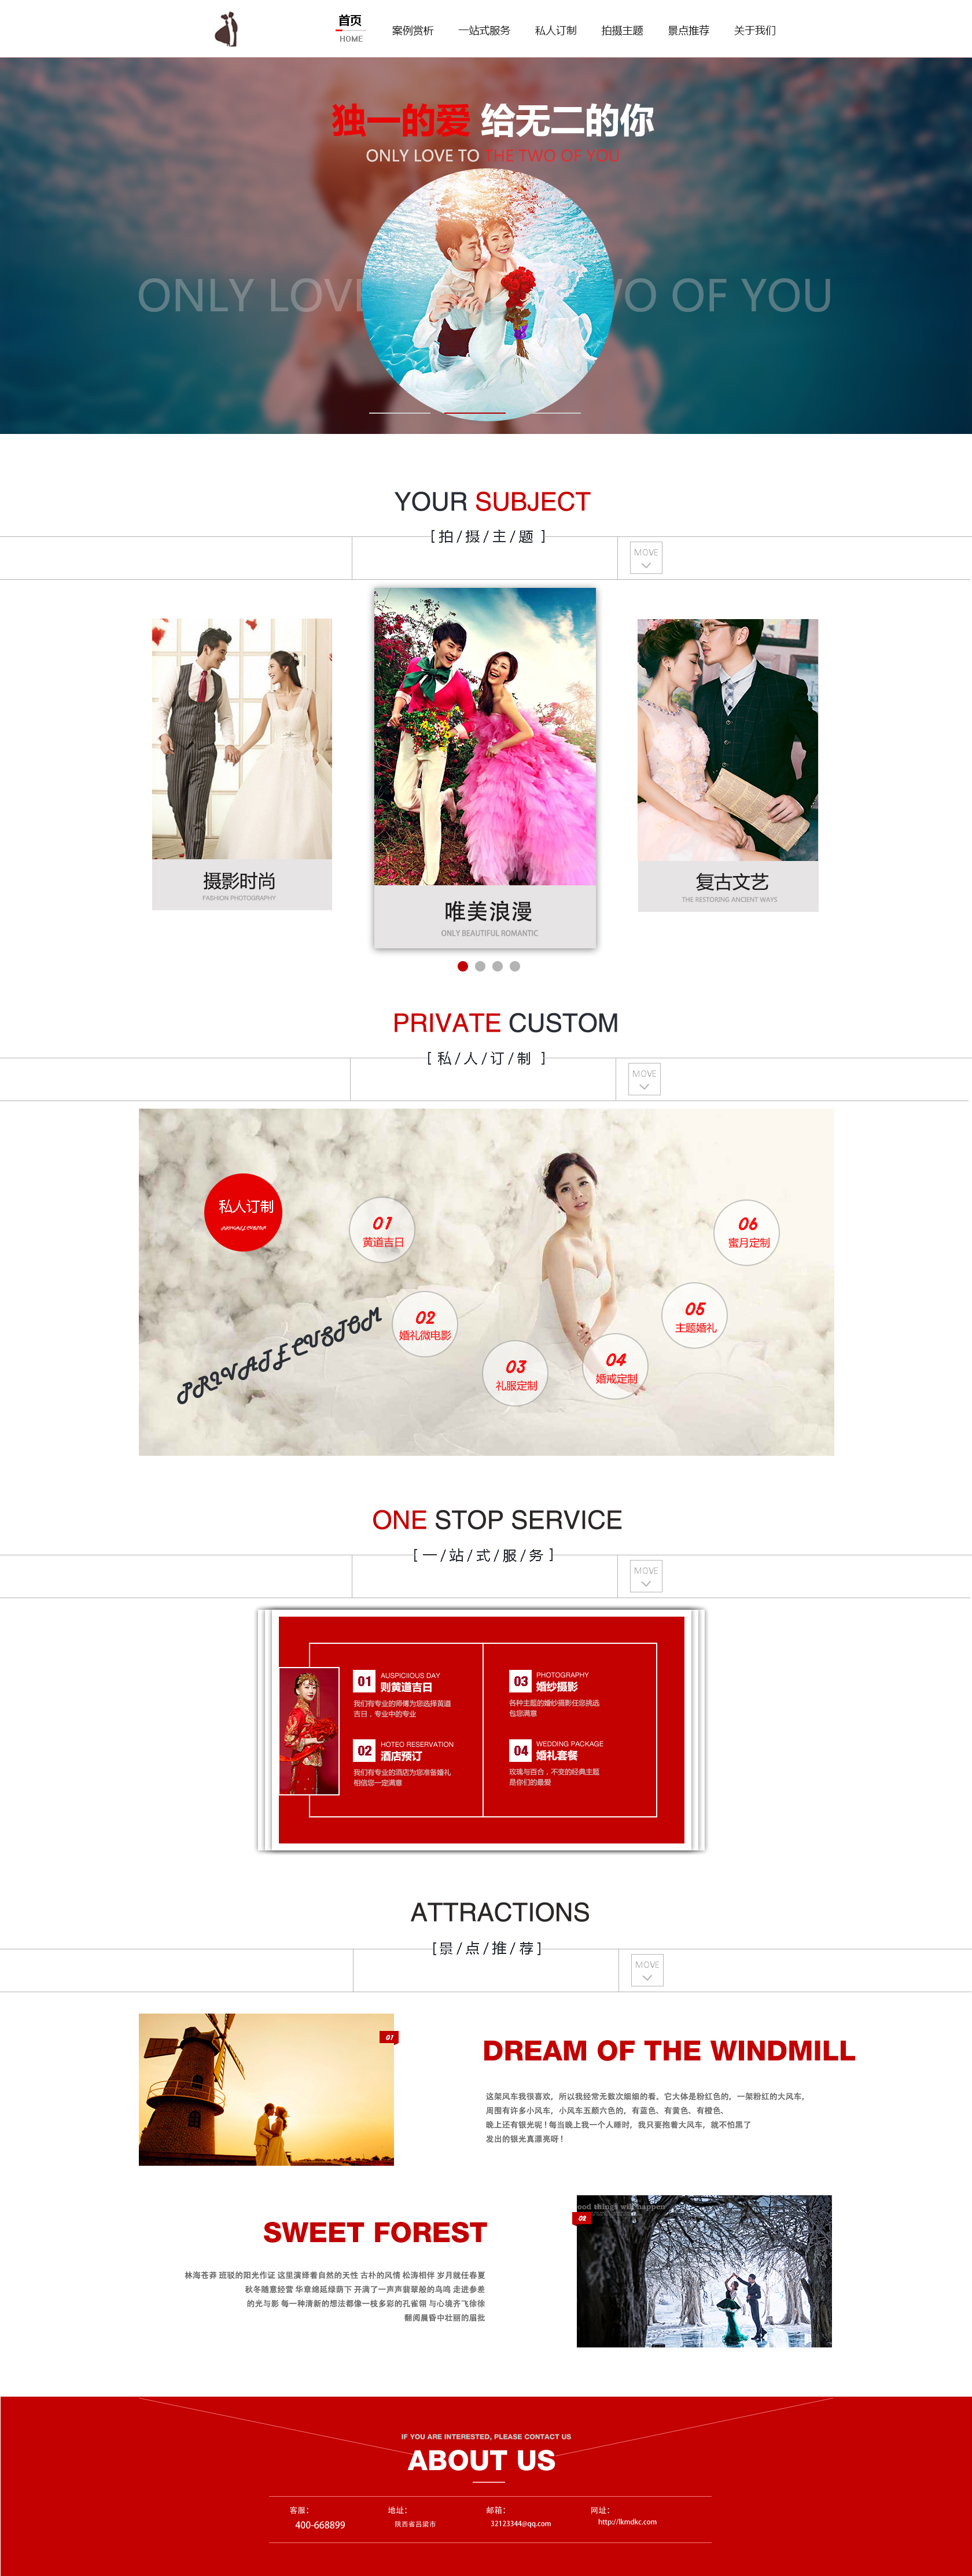 首页
HOME
案例赏析
一站式服务
私人订制
拍摄主题
景点推荐
关于我们
独一的爱 给无二的你
ONLY LOVE TO THE TWO OF YOU
ONLY LOVE WO OF YOU
YOUR SUBJECT
[拍/摄/主/题]
MOVE
摄影时尚
FASHION PHOTOGRAPHY
唯美浪漫
ONLY BEAUTIFUL ROMANTIC
复古文艺
THE RESTORING ANCIENT WAYS
PRIVATE CUSTOM
[私/人/订/制]
MOVE
私人订制
01
黄道吉日
02
婚礼微电影
03
礼服定制
04
婚戒定制
05
主题婚礼
06
蜜月定制
PRIVATE CUSTOM
ONE STOP SERVICE
[一/站/式/服/务]
MOVE
01
AUSPICIIOUS DAY
则黄道吉日
我们有专业的师傅为您选择黄道
吉日，专业中的专业
02
HOTEO RESERVATION
酒店预订
我们有专业的酒店为您准备婚礼
相信您一定满意
03
PHOTOGRAPHY
婚纱摄影
各种主题的婚纱摄影任您挑选
包您满意
04
WEDDING PACKAGE
婚礼套餐
玫瑰与百合，不变的经典主题
是你们的最爱
ATTRACTIONS
[景/点/推/荐]
MOVE
01
DREAM OF THE WINDMILL
这架风车我很喜欢，所以我经常无数次细细的看，它大体是粉红色的，一架粉红的大风车，
周围有许多小风车，小风车五颜六色的，有蓝色、有黄色、有橙色、
晚上还有银光呢！每当晚上我一个人睡时，我只要抱着大风车，就不怕黑了
发出的银光真漂亮呀！
ood things will happen
02
SWEET FOREST
林海苍莽 班驳的阳光作证 这里演绎着自然的天性 古朴的风情 松涛相伴 岁月就任春夏
秋冬随意经营 华章绵延绿荫下 开满了一声声翡翠般的鸟鸣 走进参差
的光与影 每一种清新的想法都像一枝多彩的孔雀翎 与心境齐飞徐徐
翻阅晨昏中壮丽的眉批
IF YOU ARE INTERESTED, PLEASE CONTACT US
ABOUT US
客服：
400-668899
地址：
陕西省吕梁市
邮箱：
32123344@qq.com
网址：
http://lkmdkc.com